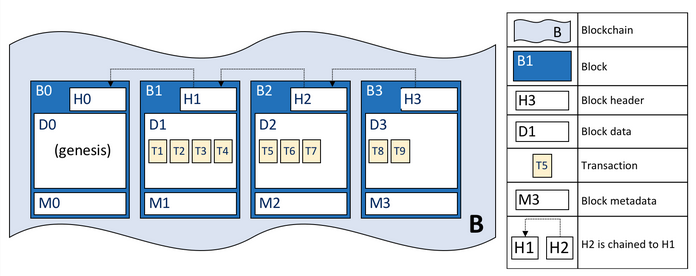 B0 H0 B1 H1 B2 H2 B3 H3
D0 D1 D2 D3
(genesis) T1 T2 T3 T4 T5 T6 T7 T8 T9
M0 M1 M2 M3
B
B Blockchain
B1 Block
H3 Block header
D1 Block data
T5 Transaction
M3 Block metadata
H1 H2 H2 is chained to H1